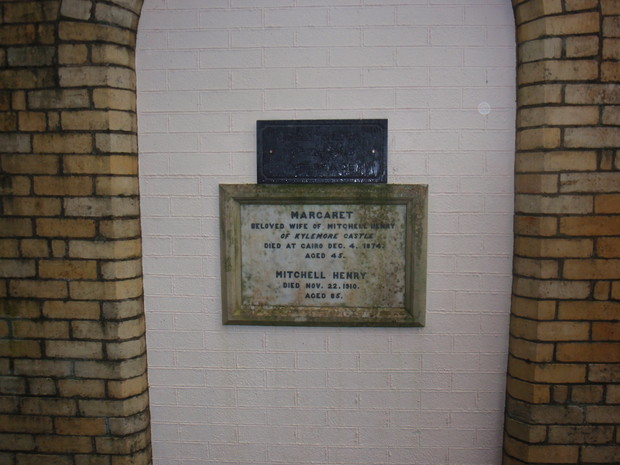 MARGARET
BELOVED WIFE OF MITCHELL HENRY
OF KYLEMORE CASTLE
DIED AT CAIRO DEC. 4. 1874.
AGED 45.
MITCHELL HENRY
DIED NOV. 22. 1910.
AGED 85.